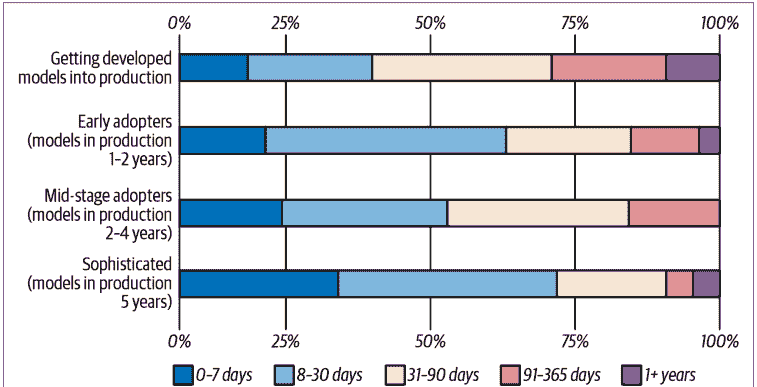 0% 25% 50% 75% 100%
Getting developed
models into production
Early adopters
(models in production
1–2 years)
Mid-stage adopters
(models in production
2–4 years)
Sophisticated
(models in production
5 years)
0% 25% 50% 75% 100%
0–7 days 8–30 days 31–90 days 91–365 days 1+ years